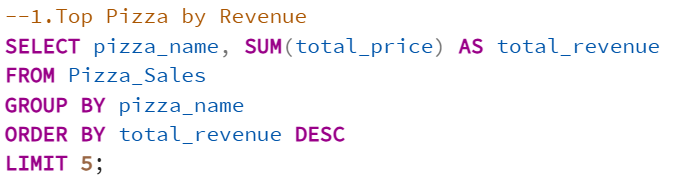 --1.Top Pizza by Revenue
SELECT pizza_name, SUM(total_price) AS total_revenue
FROM Pizza_Sales
GROUP BY pizza_name
ORDER BY total_revenue DESC
LIMIT 5;